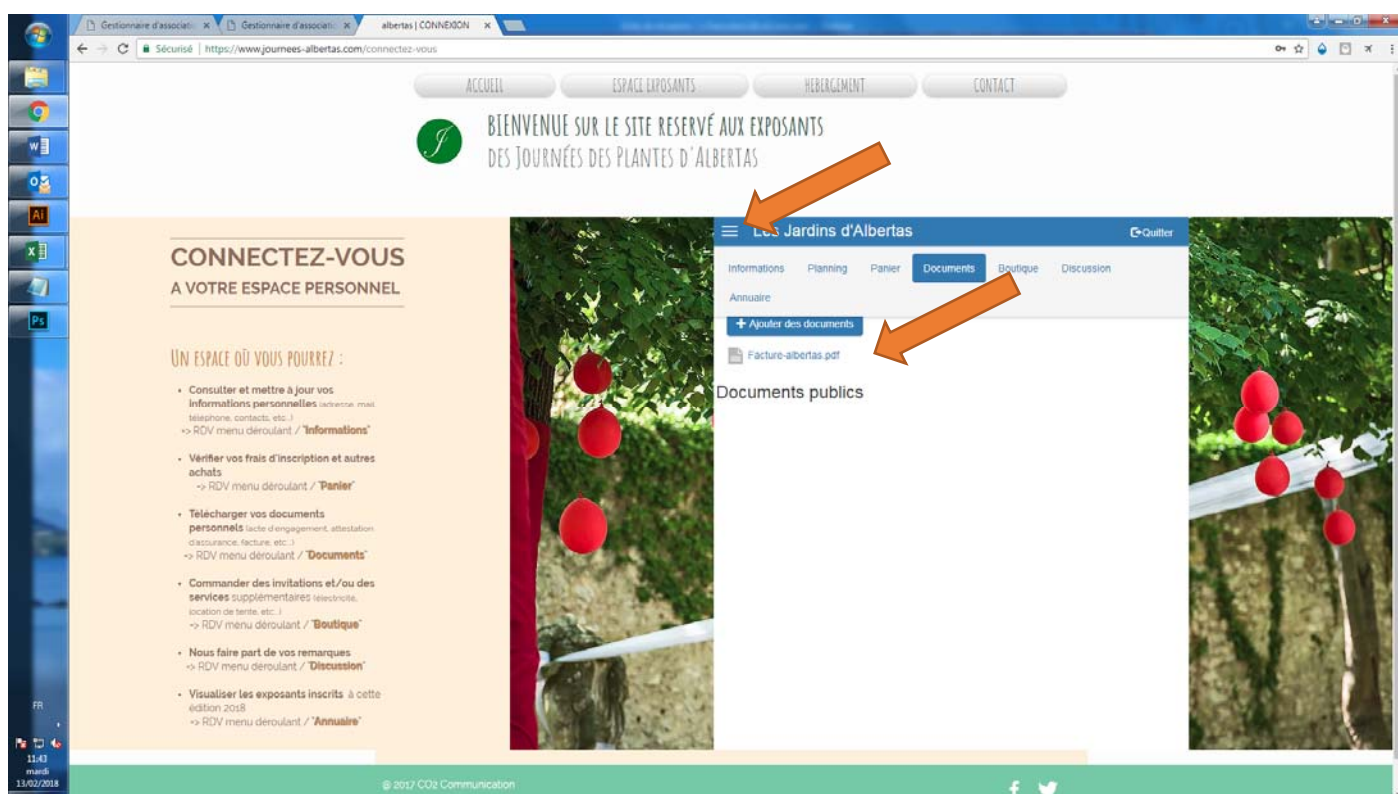 Gestionnaire d'associati
Gestionnaire d'associati
albertas | CONNEXION
Sécurisé | https://www.journees-albertas.com/connectez-vous
ACCUEIL
ESPACE EXPOSANTS
HEBERGEMENT
CONTACT
J
BIENVENUE SUR LE SITE RESERVÉ AUX EXPOSANTS
DES JOURNÉES DES PLANTES D'ALBERTAS
CONNECTEZ-VOUS
A VOTRE ESPACE PERSONNEL
UN ESPACE OÙ VOUS POURREZ :
• Consulter et mettre à jour vos
informations personnelles (adresse, mail,
téléphone, contacts, etc...)
=> RDV menu déroulant / "Informations"
• Vérifier vos frais d'inscription et autres
achats
-> RDV menu déroulant / "Panier"
• Télécharger vos documents
personnels (acte d'engagement, attestation
d'assurance, facture, etc...)
-> RDV menu déroulant / "Documents"
• Commander des invitations et/ou des
services supplémentaires (électricité,
location de tente, etc...)
-> RDV menu déroulant / "Boutique"
• Nous faire part de vos remarques
-> RDV menu déroulant / "Discussion"
• Visualiser les exposants inscrits à cette
édition 2018
-> RDV menu déroulant / "Annuaire"
Les Jardins d'Albertas
Quitter
Informations
Planning
Panier
Documents
Boutique
Discussion
Annuaire
+ Ajouter des documents
Facture-albertas.pdf
Documents publics
@ 2017 CO2 Communication
W
Ai
X
Ps
FR
11:43
mardi
13/02/2018